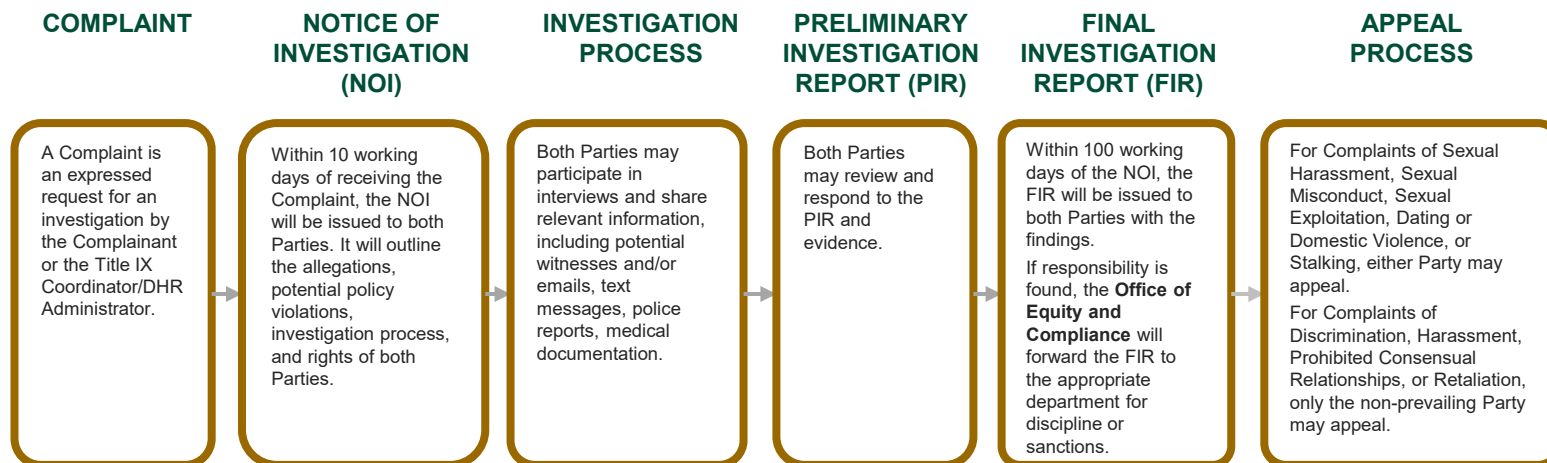 COMPLAINT
NOTICE OF
INVESTIGATION
(NOI)
INVESTIGATION
PROCESS
PRELIMINARY
INVESTIGATION
REPORT (PIR)
FINAL
INVESTIGATION
REPORT (FIR)
APPEAL
PROCESS
A Complaint is
an expressed
request for an
investigation by
the Complainant
or the Title IX
Coordinator/DHR
Administrator.
Within 10 working
days of receiving the
Complaint, the NOI
will be issued to both
Parties. It will outline
the allegations,
potential policy
violations,
investigation process,
and rights of both
Parties.
Both Parties may
participate in
interviews and share
relevant information,
including potential
witnesses and/or
emails, text
messages, police
reports, medical
documentation.
Both Parties
may review and
respond to the
PIR and
evidence.
Within 100 working
days of the NOI, the
FIR will be issued to
both Parties with the
findings.
If responsibility is
found, the Office of
Equity and
Compliance will
forward the FIR to
the appropriate
department for
discipline or
sanctions.
For Complaints of Sexual
Harassment, Sexual
Misconduct, Sexual
Exploitation, Dating or
Domestic Violence, or
Stalking, either Party may
appeal.
For Complaints of
Discrimination, Harassment,
Prohibited Consensual
Relationships, or Retaliation,
only the non-prevailing Party
may appeal.